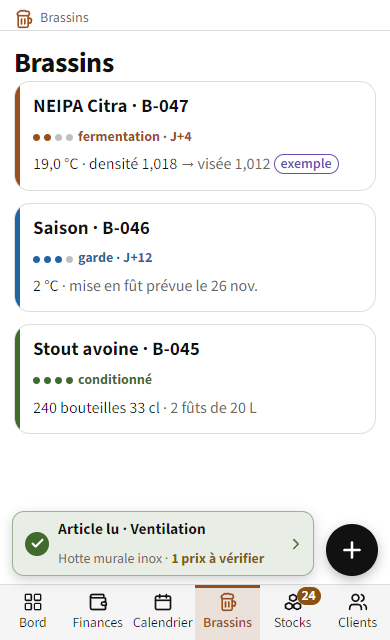 Brassins
Brassins
NEIPA Citra · B-047
fermentation · J+4
19,0 °C · densité 1,018 → visée 1,012 exemple
Saison · B-046
garde · J+12
2 °C · mise en fût prévue le 26 nov.
Stout avoine · B-045
conditionné
240 bouteilles 33 cl · 2 fûts de 20 L
Article lu · Ventilation
Hotte murale inox · 1 prix à vérifier
24
Bord Finances Calendrier Brassins Stocks Clients